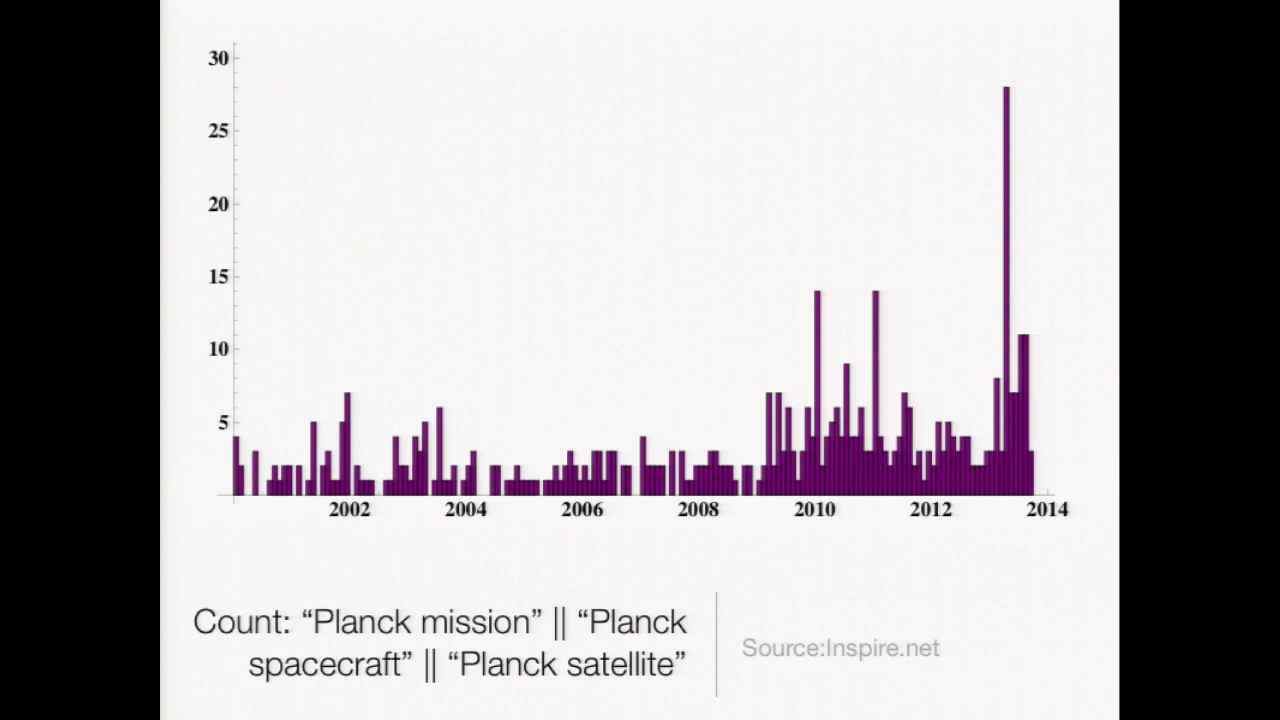 30
25
20
15
10
5
2002 2004 2006 2008 2010 2012 2014
Count: “Planck mission” || “Planck
spacecraft” || “Planck satellite”
Source:Inspire.net